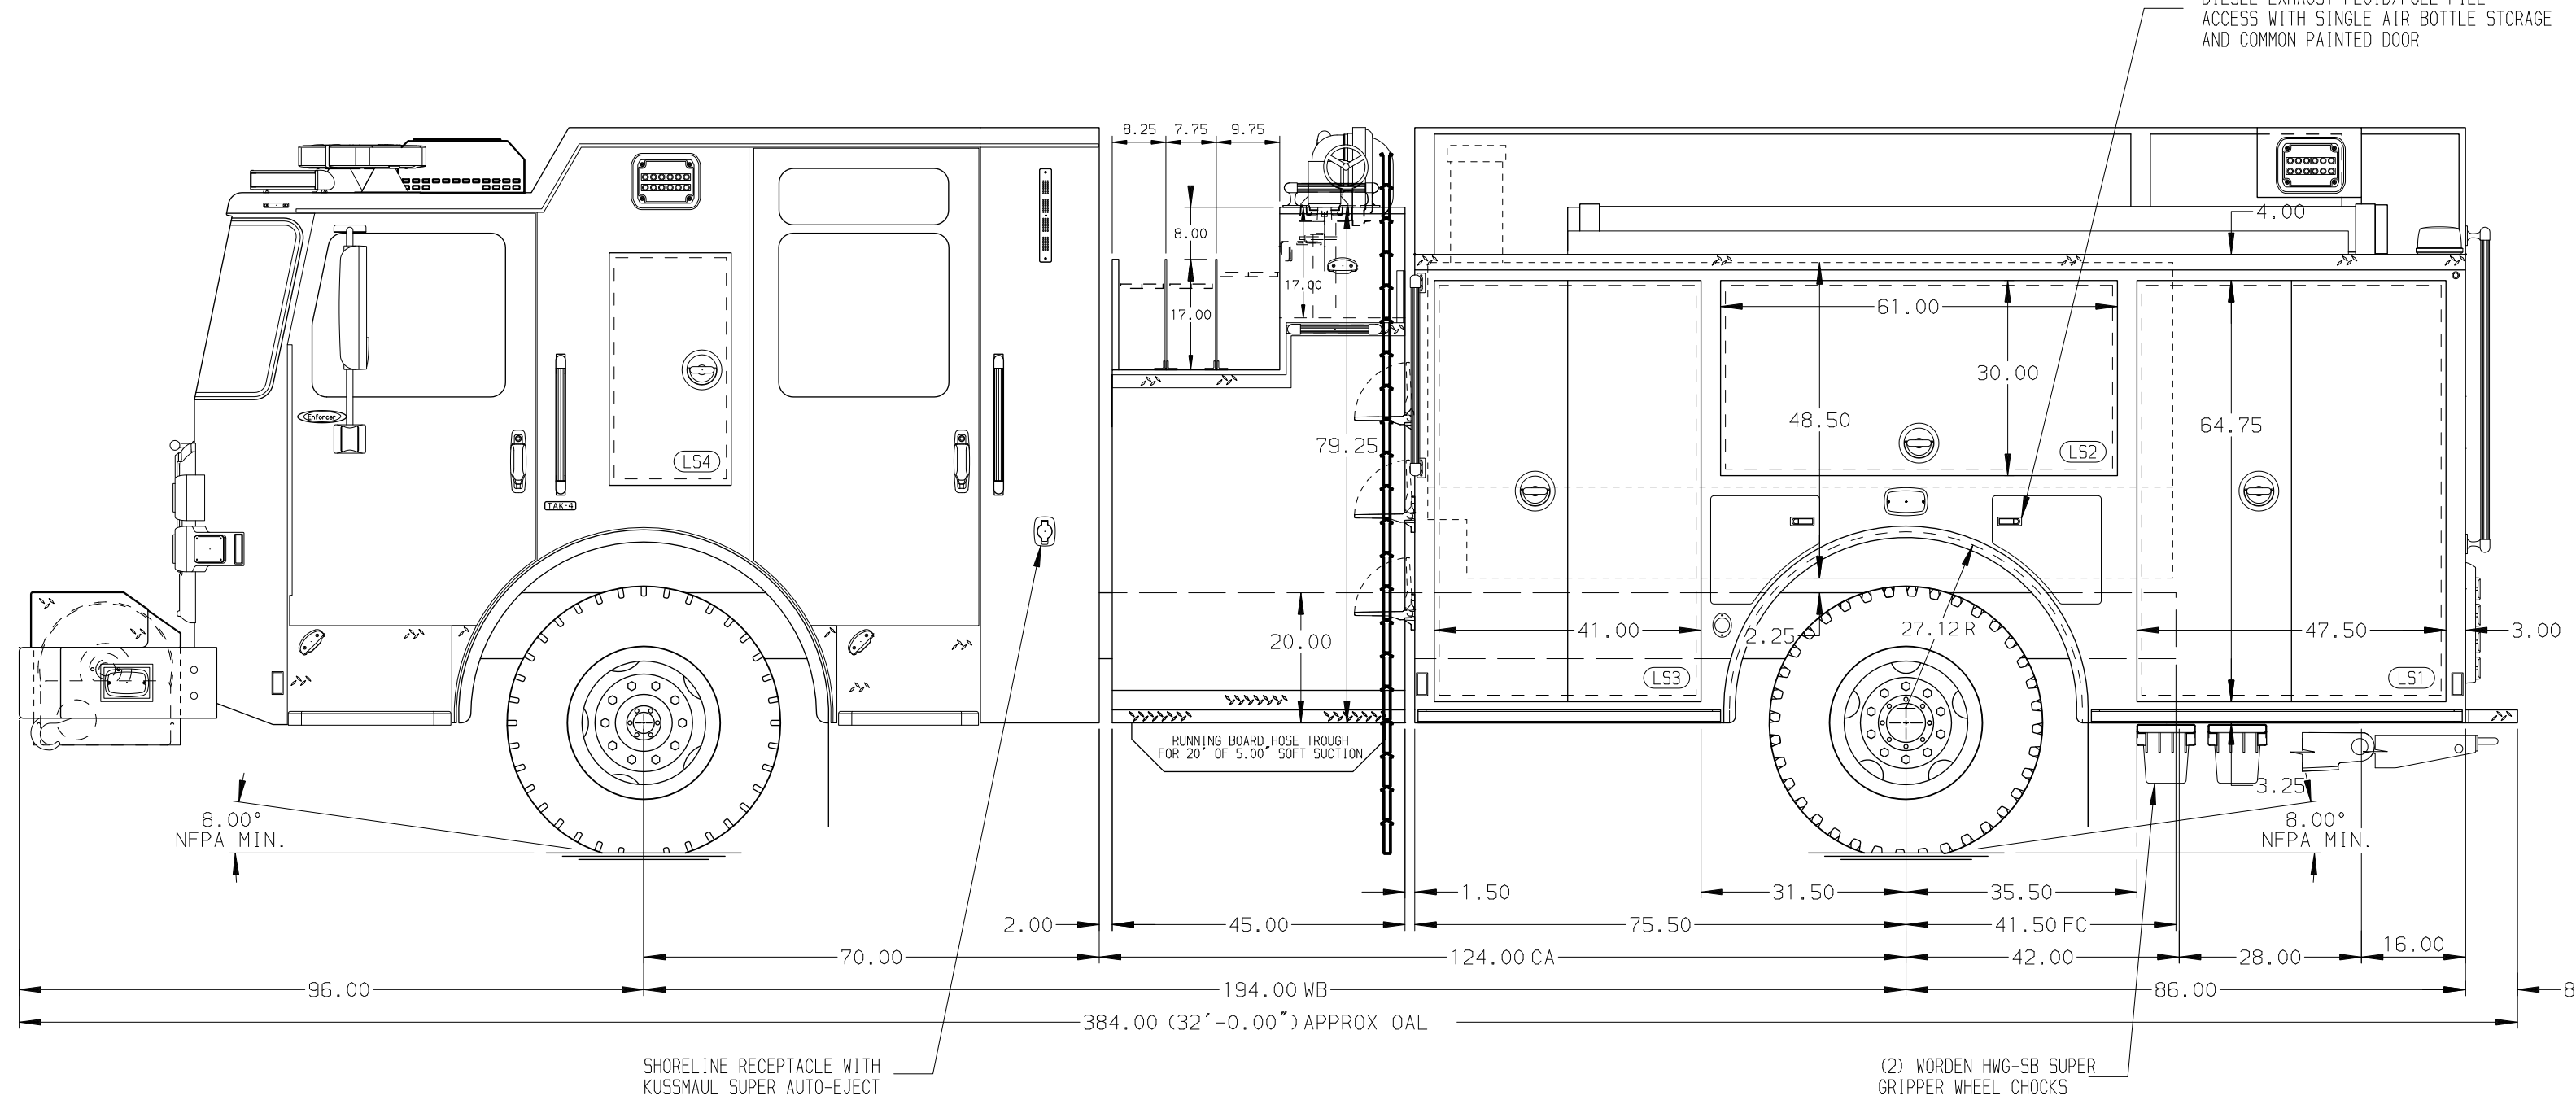 ACCESS WITH SINGLE AIR BOTTLE STORAGE
AND COMMON PAINTED DOOR
8.25 7.75 9.75
8.00
17.00
17.00
4.00
61.00
30.00
48.50
64.75
79.25
Enforcer
LS4
LS2
TAK-4
20.00
41.00
2.25
27.12 R
47.50
3.00
LS3
LS1
RUNNING BOARD HOSE TROUGH
FOR 20' OF 5.00" SOFT SUCTION
3.25
8.00°
NFPA MIN.
8.00°
NFPA MIN.
1.50
31.50
35.50
2.00
45.00
75.50
41.50 FC
70.00
124.00 CA
42.00
28.00
16.00
96.00
194.00 WB
86.00
8
384.00 (32'-0.00") APPROX OAL
SHORELINE RECEPTACLE WITH
KUSSMAUL SUPER AUTO-EJECT
(2) WORDEN HWG-SB SUPER
GRIPPER WHEEL CHOCKS